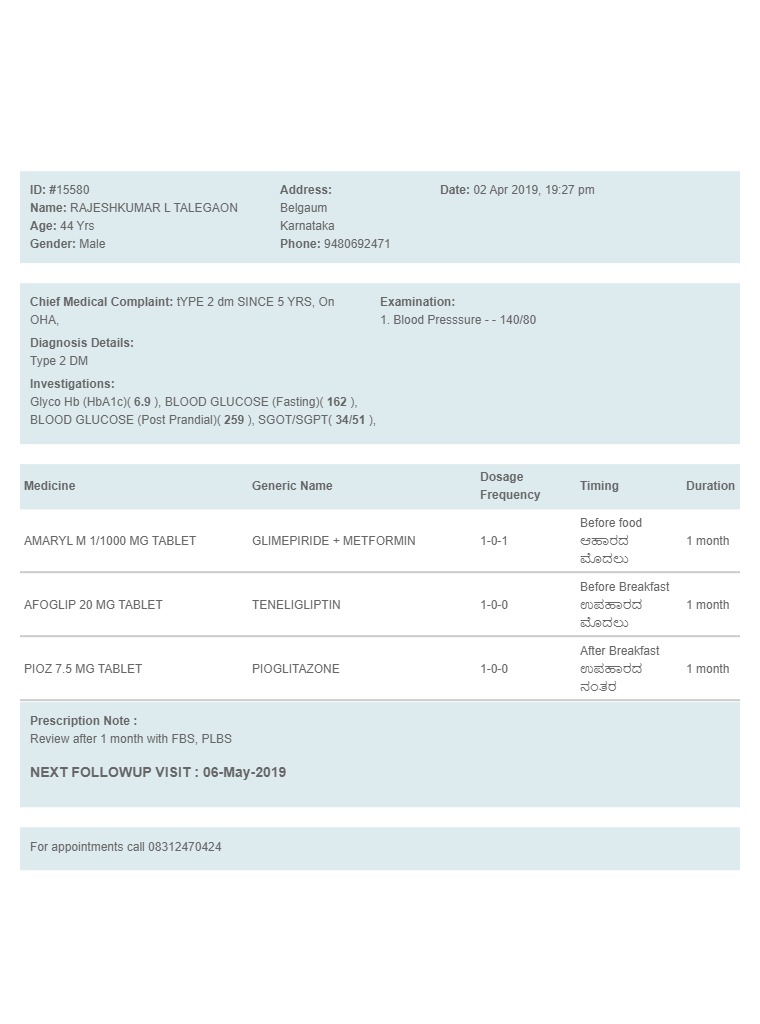 ID: #15580
Name: RAJESHKUMAR L TALEGAON
Age: 44 Yrs
Gender: Male
Address:
Belgaum
Karnataka
Phone: 9480692471
Date: 02 Apr 2019, 19:27 pm
Chief Medical Complaint: tYPE 2 dm SINCE 5 YRS, On
OHA,
Diagnosis Details:
Type 2 DM
Investigations:
Glyco Hb (HbA1c)( 6.9 ), BLOOD GLUCOSE (Fasting)( 162 ),
BLOOD GLUCOSE (Post Prandial)( 259 ), SGOT/SGPT( 34/51 ),
Examination:
1. Blood Presssure - - 140/80
Medicine Generic Name Dosage Frequency Timing Duration
AMARYL M 1/1000 MG TABLET GLIMEPIRIDE + METFORMIN 1-0-1 Before food ಆಹಾರದ ಮೊದಲು 1 month
AFOGLIP 20 MG TABLET TENELIGLIPTIN 1-0-0 Before Breakfast ಉಪಹಾರದ ಮೊದಲು 1 month
PIOZ 7.5 MG TABLET PIOGLITAZONE 1-0-0 After Breakfast ಉಪಹಾರದ ನಂತರ 1 month
Prescription Note :
Review after 1 month with FBS, PLBS
NEXT FOLLOWUP VISIT : 06-May-2019
For appointments call 08312470424